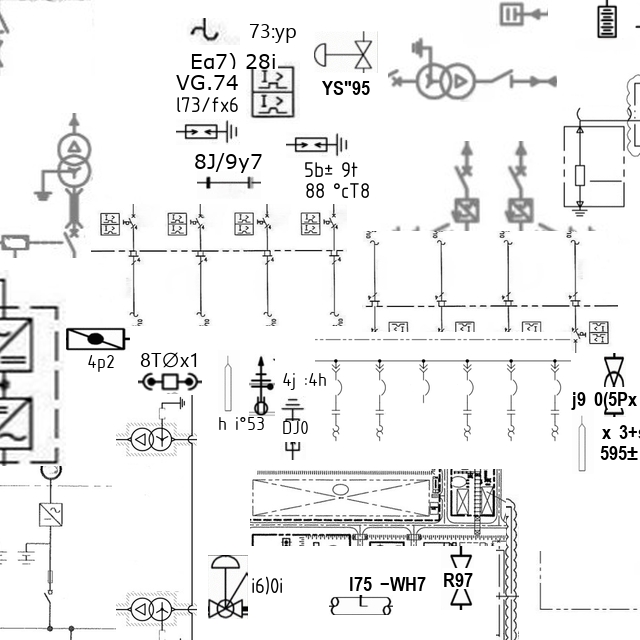 73:yp
Ea7) 28i
VG.74
l73/fx6
YS"95
8J/9y7
5b± 9t
88 °cT8
4p2
8TØx1
4j :4h
h i°53
DJ0
j9 0(5Px
x 3+
595±
i6)0i
I75 –WH7
R97